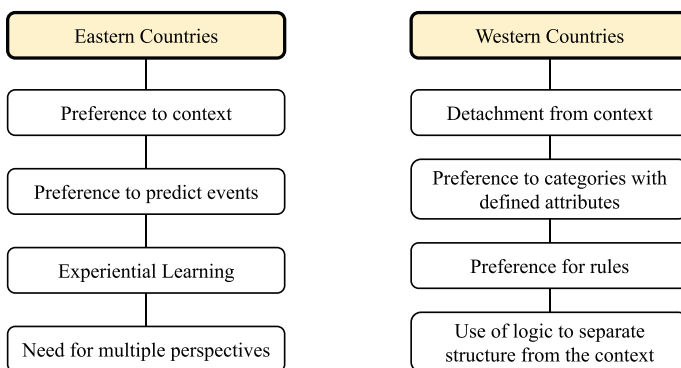 Eastern Countries
Preference to context
Preference to predict events
Experiential Learning
Need for multiple perspectives
Western Countries
Detachment from context
Preference to categories with
defined attributes
Preference for rules
Use of logic to separate
structure from the context